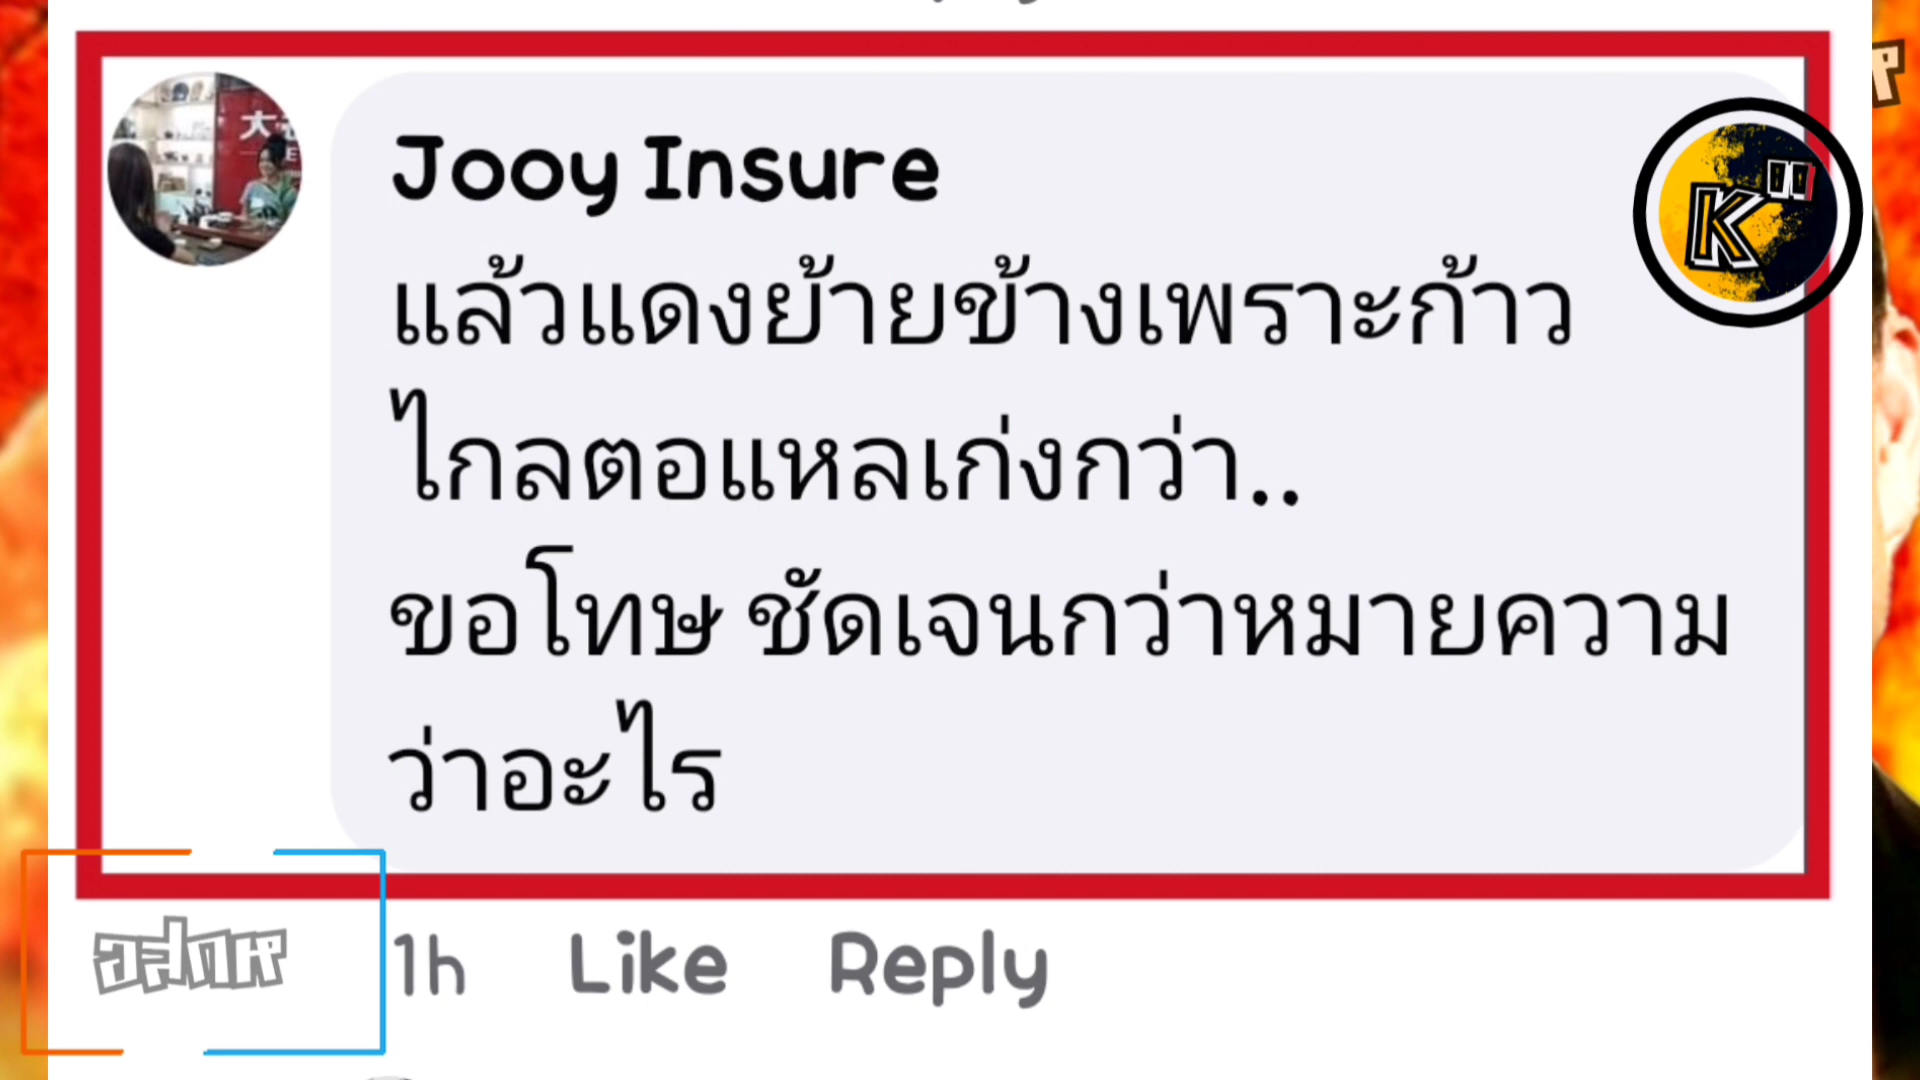 大
Jooy Insure
K"
แล้วแดงย้ายข้างเพราะก้าว
ไกลตอแหลเก่งกว่า..
ขอโทษ ชัดเจนกว่าหมายความ
ว่าอะไร
1h Like Reply